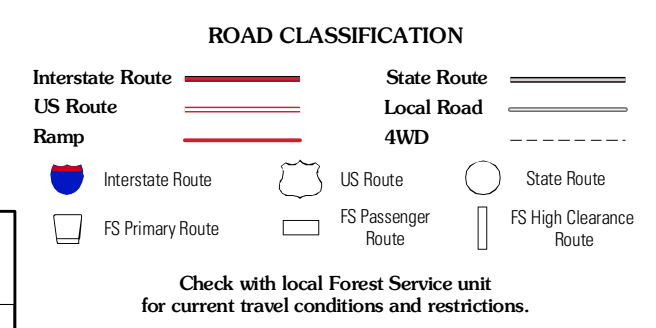 ROAD CLASSIFICATION
Interstate Route
State Route
US Route
Local Road
Ramp
4WD
Interstate Route
US Route
State Route
FS Primary Route
FS Passenger
Route
FS High Clearance
Route
Check with local Forest Service unit
for current travel conditions and restrictions.